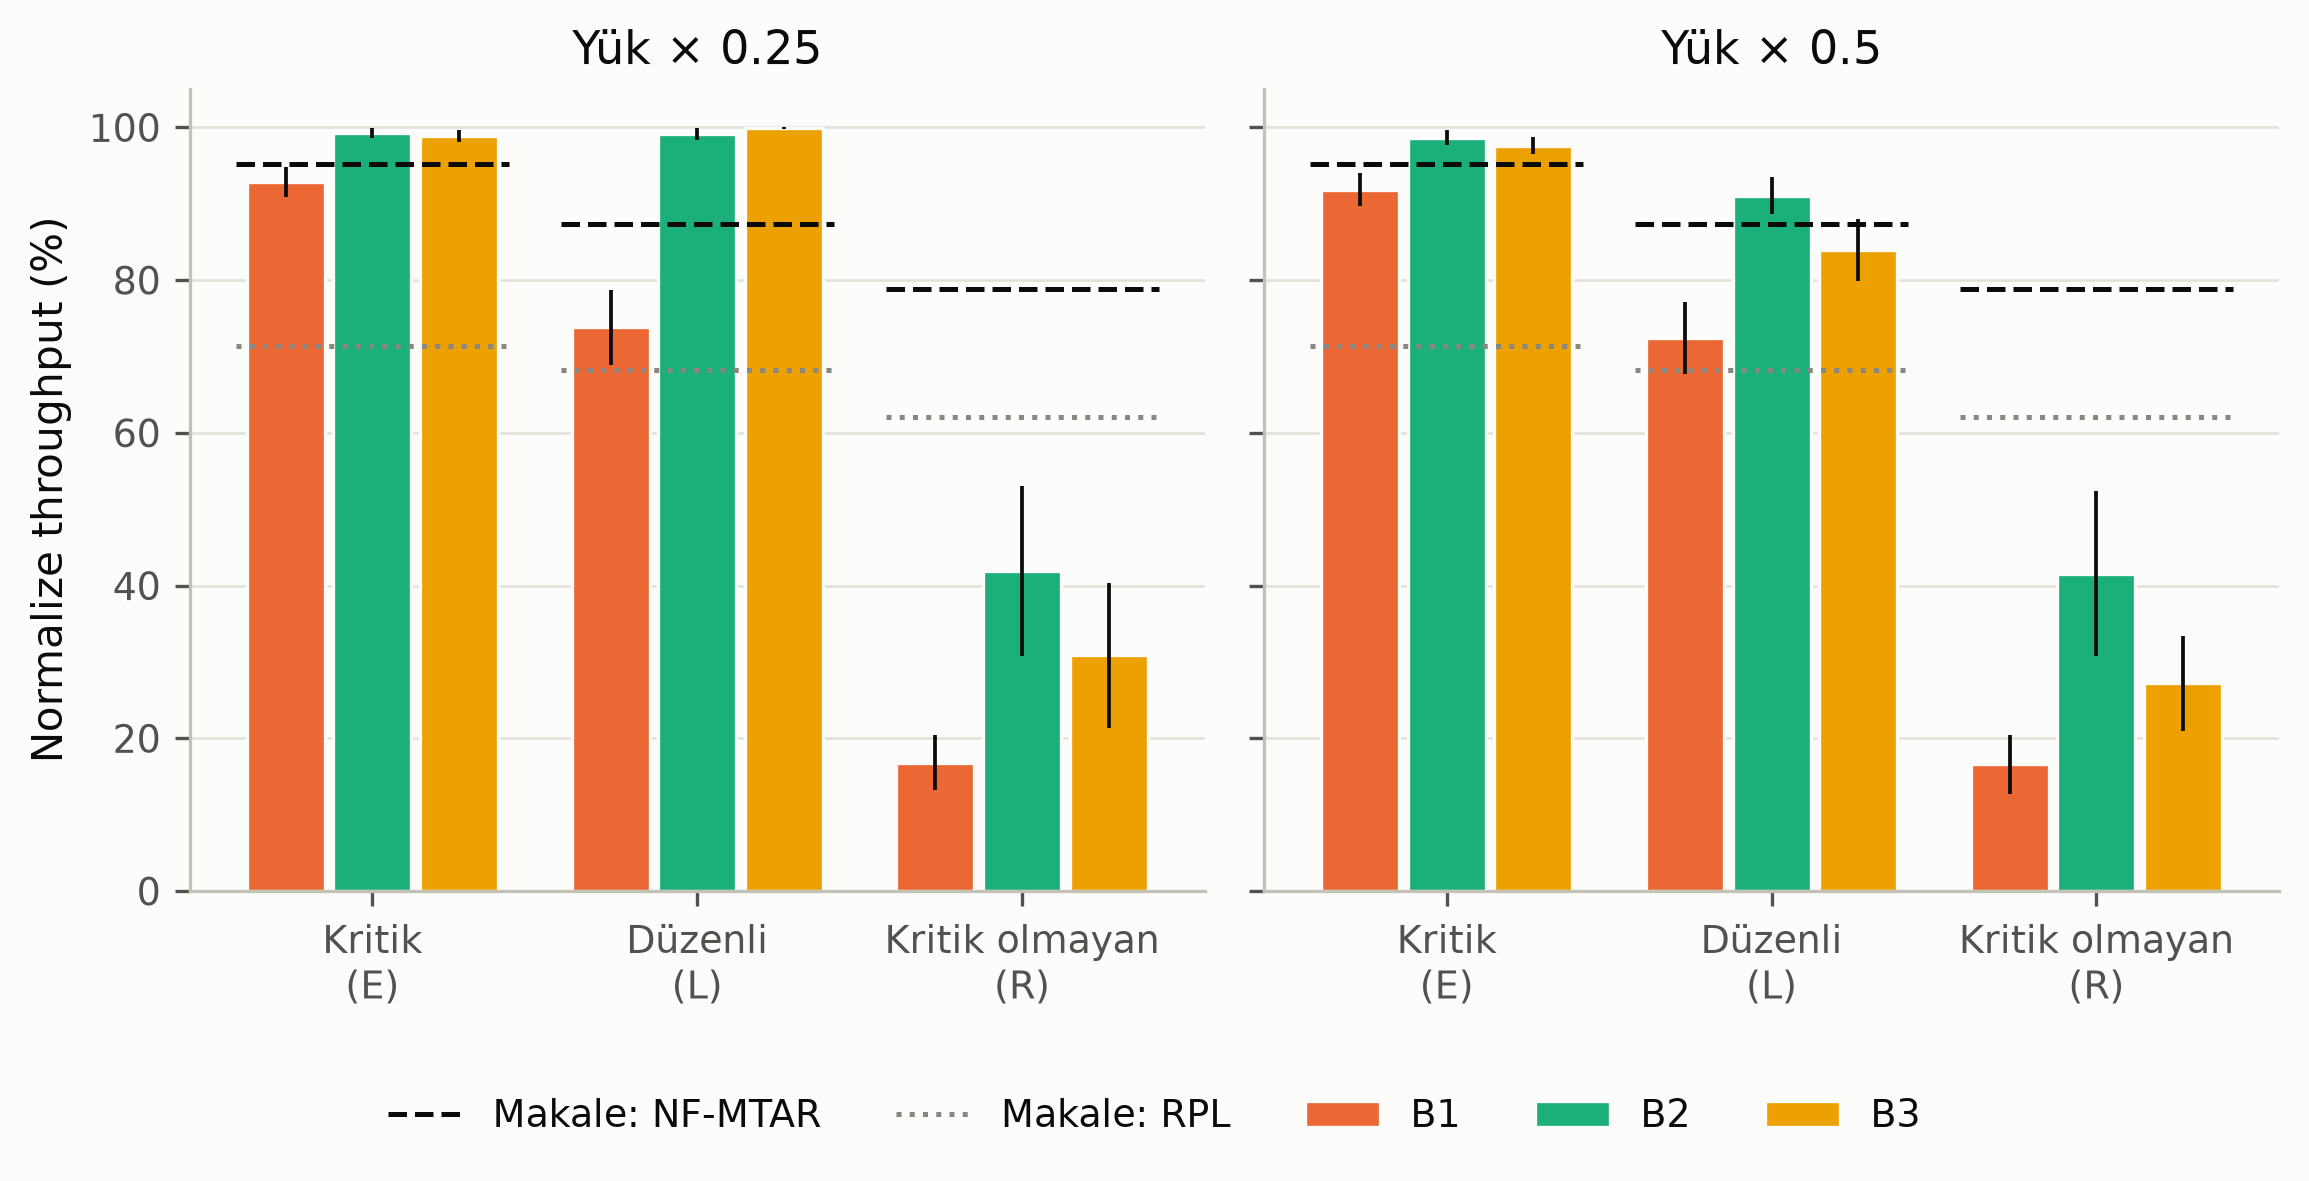 Yük × 0.25
Yük × 0.5
Normalize throughput (%)
100
80
60
40
20
0
Kritik
(E)
Düzenli
(L)
Kritik olmayan
(R)
Kritik
(E)
Düzenli
(L)
Kritik olmayan
(R)
Makale: NF-MTAR
Makale: RPL
B1
B2
B3